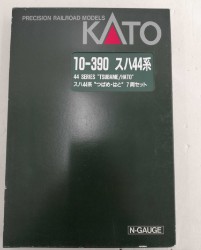 PRECISION RAILROAD MODELS
KATO
10-390 スハ44系
44 SERIES "TSUBAME/HATO"
スハ44系"つばめ・はと"7両セット
N-GAUGE